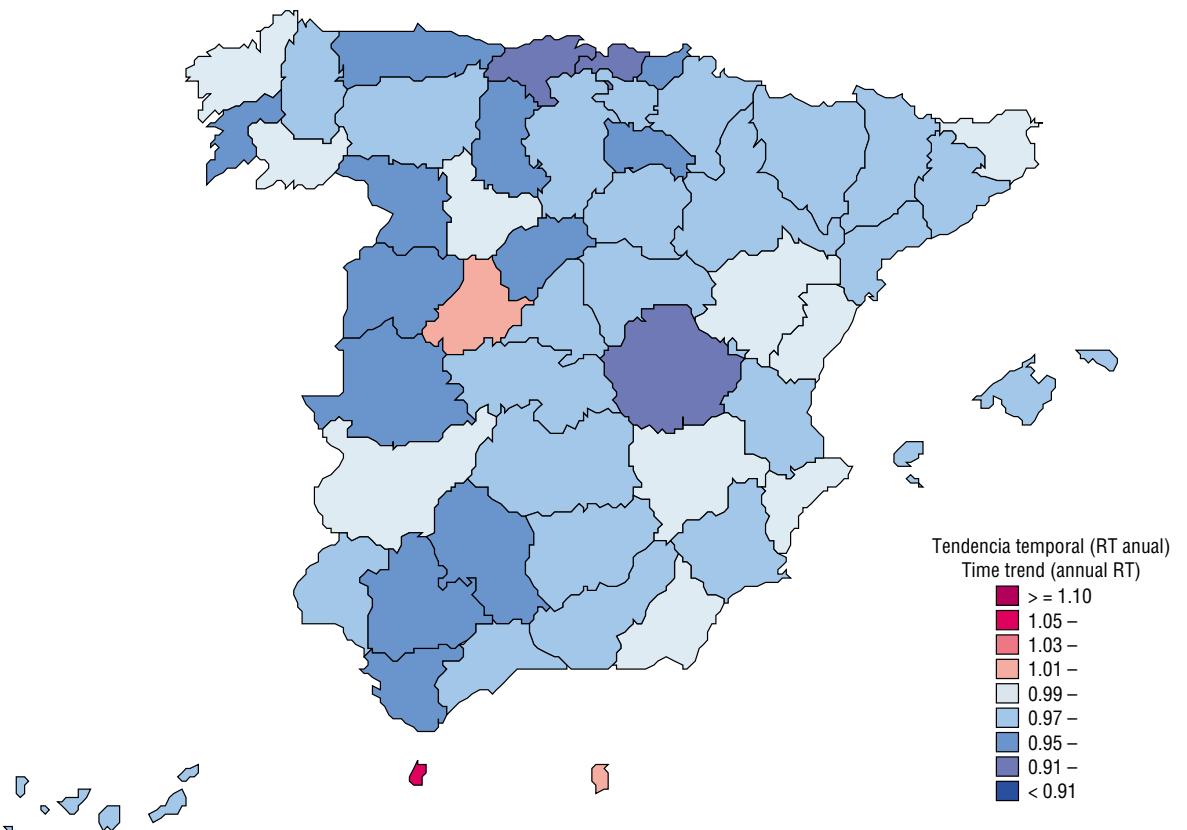 Tendencia temporal (RT anual)
Time trend (annual RT)
> = 1.10
1.05 –
1.03 –
1.01 –
0.99 –
0.97 –
0.95 –
0.91 –
< 0.91